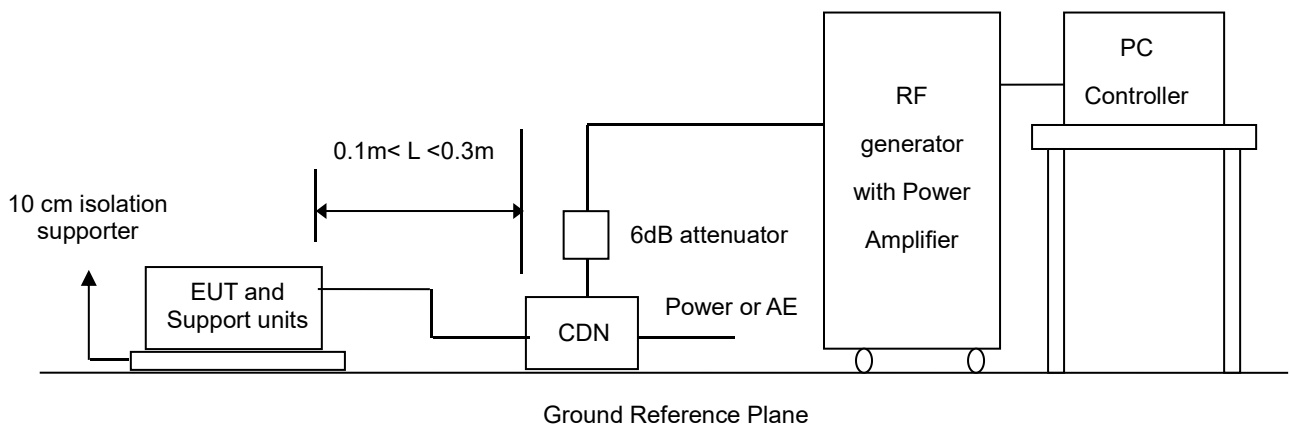 0.1m< L <0.3m
10 cm isolation
supporter
EUT and
Support units
6dB attenuator
CDN
Power or AE
RF
generator
with Power
Amplifier
PC
Controller
Ground Reference Plane